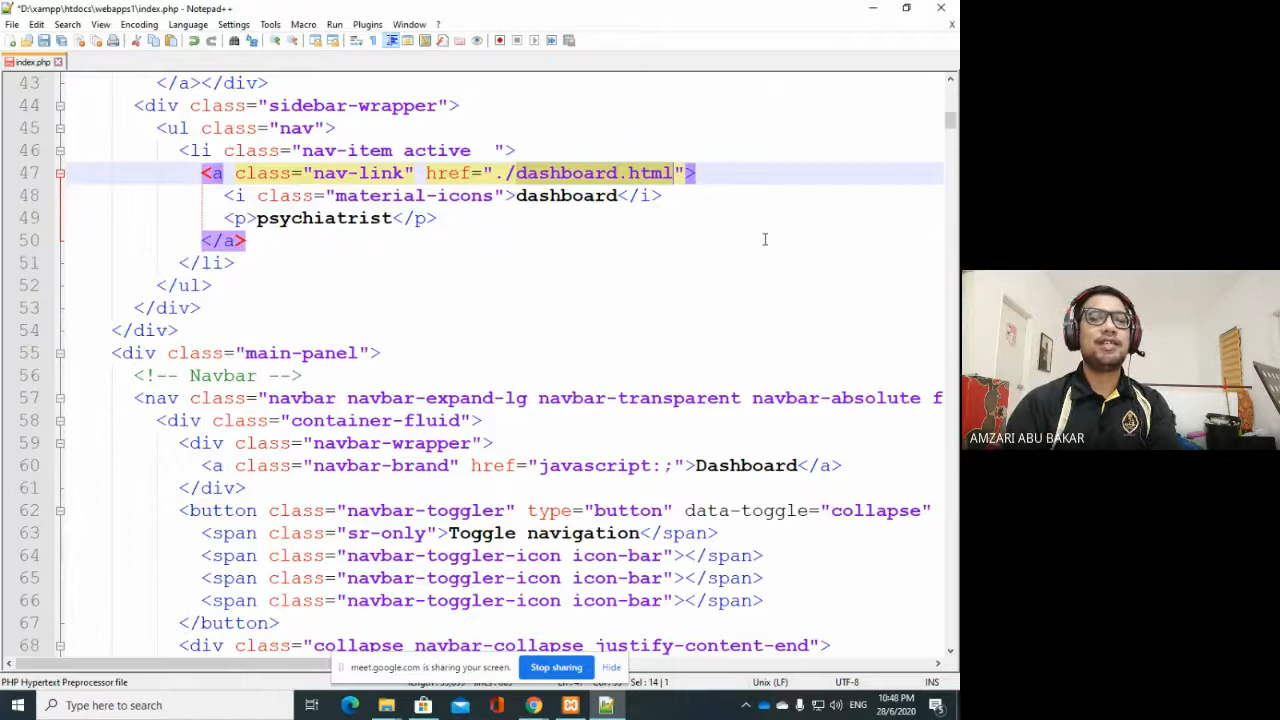 *D:\xampp\htdocs\webapps1\index.php - Notepad++
File Edit Search View Encoding Language Settings Tools Macro Run Plugins Window ?
X
index.php
43 </a></div>
44 <div class="sidebar-wrapper">
45 <ul class="nav">
46 <li class="nav-item active  ">
47 <a class="nav-link" href="./dashboard.html">
48 <i class="material-icons">dashboard</i>
49 <p>psychiatrist</p>
50 </a>
51 </li>
52 </ul>
53 </div>
54 </div>
55 <div class="main-panel">
56 <!-- Navbar -->
57 <nav class="navbar navbar-expand-lg navbar-transparent navbar-absolute f
58 <div class="container-fluid">
59 <div class="navbar-wrapper">
60 <a class="navbar-brand" href="javascript:;">Dashboard</a>
61 </div>
62 <button class="navbar-toggler" type="button" data-toggle="collapse"
63 <span class="sr-only">Toggle navigation</span>
64 <span class="navbar-toggler-icon icon-bar"></span>
65 <span class="navbar-toggler-icon icon-bar"></span>
66 <span class="navbar-toggler-icon icon-bar"></span>
67 </button>
68 <div class="collapse navbar-collapse justify-content-end">
AMZARI ABU BAKAR
meet.google.com is sharing your screen. Stop sharing Hide
PHP Hypertext Preprocessor file Sel : 14 | 1 Unix (LF) UTF-8 INS
Type here to search
10:48 PM
28/6/2020